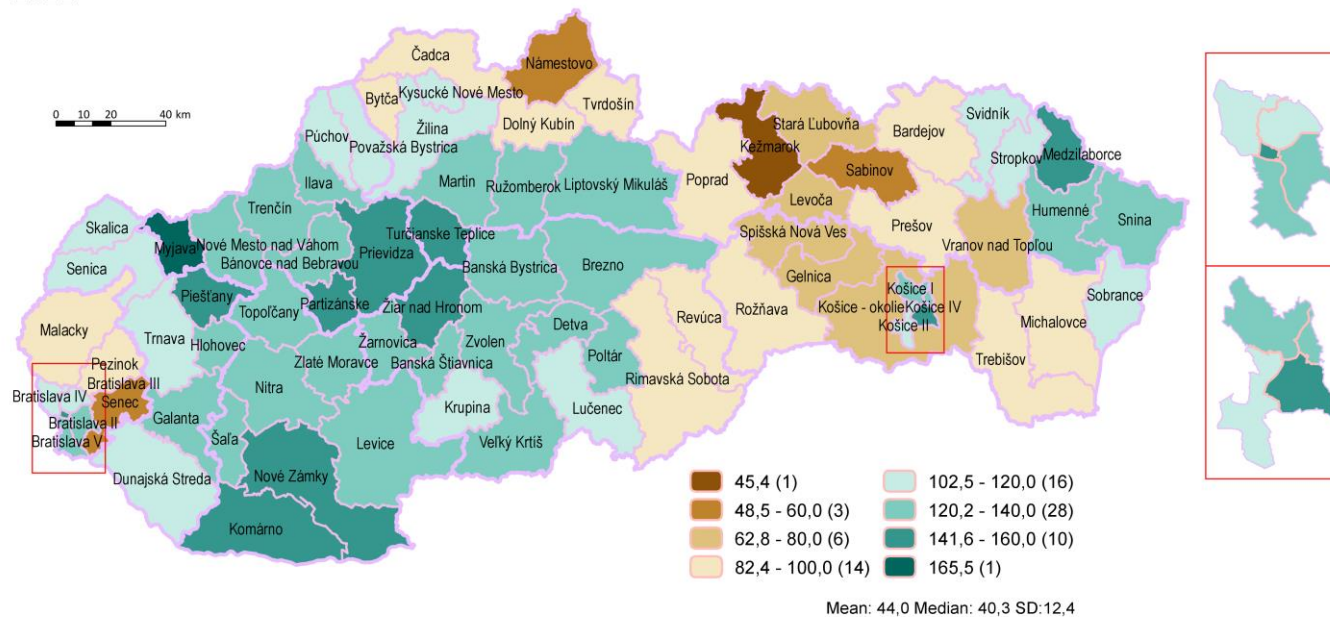 Čadca
Námestovo
Bytča
Kysucké Nové Mesto
Tvrdošín
0 20 40 km
Žilina
Dolný Kubín
Púchov
Považská Bystrica
Stará Ľubovňa
Bardejov
Svidník
Stropkov
Medzilaborce
Kežmarok
Ilava
Martin
Ružomberok
Liptovský Mikuláš
Poprad
Sabinov
Trenčín
Levoča
Humenné
Snina
Skalica
Myjava
Nové Mesto nad Váhom
Prievidza
Turčianske Teplice
Spišská Nová Ves
Prešov
Vranov nad Topľou
Senica
Bánovce nad Bebravou
Banská Bystrica
Brezno
Gelnica
Piešťany
Partizánske
Žiar nad Hronom
Košice I
Sobrance
Topoľčany
Košice - okolie
Košice IV
Malacky
Revúca
Rožňava
Michalovce
Trnava
Hlohovec
Žarnovica
Zvolen
Detva
Košice II
Pezinok
Zlaté Moravce
Banská Štiavnica
Poltár
Trebišov
Bratislava III
Nitra
Rimavská Sobota
Bratislava IV
Senec
Krupina
Lučenec
Bratislava II
Galanta
Bratislava V
Šaľa
Levice
Veľký Krtíš
Dunajská Streda
Nové Zámky
Komárno
45,4 (1)
48,5 - 60,0 (3)
62,8 - 80,0 (6)
82,4 - 100,0 (14)
102,5 - 120,0 (16)
120,2 - 140,0 (28)
141,6 - 160,0 (10)
165,5 (1)
Mean: 44,0 Median: 40,3 SD:12,4